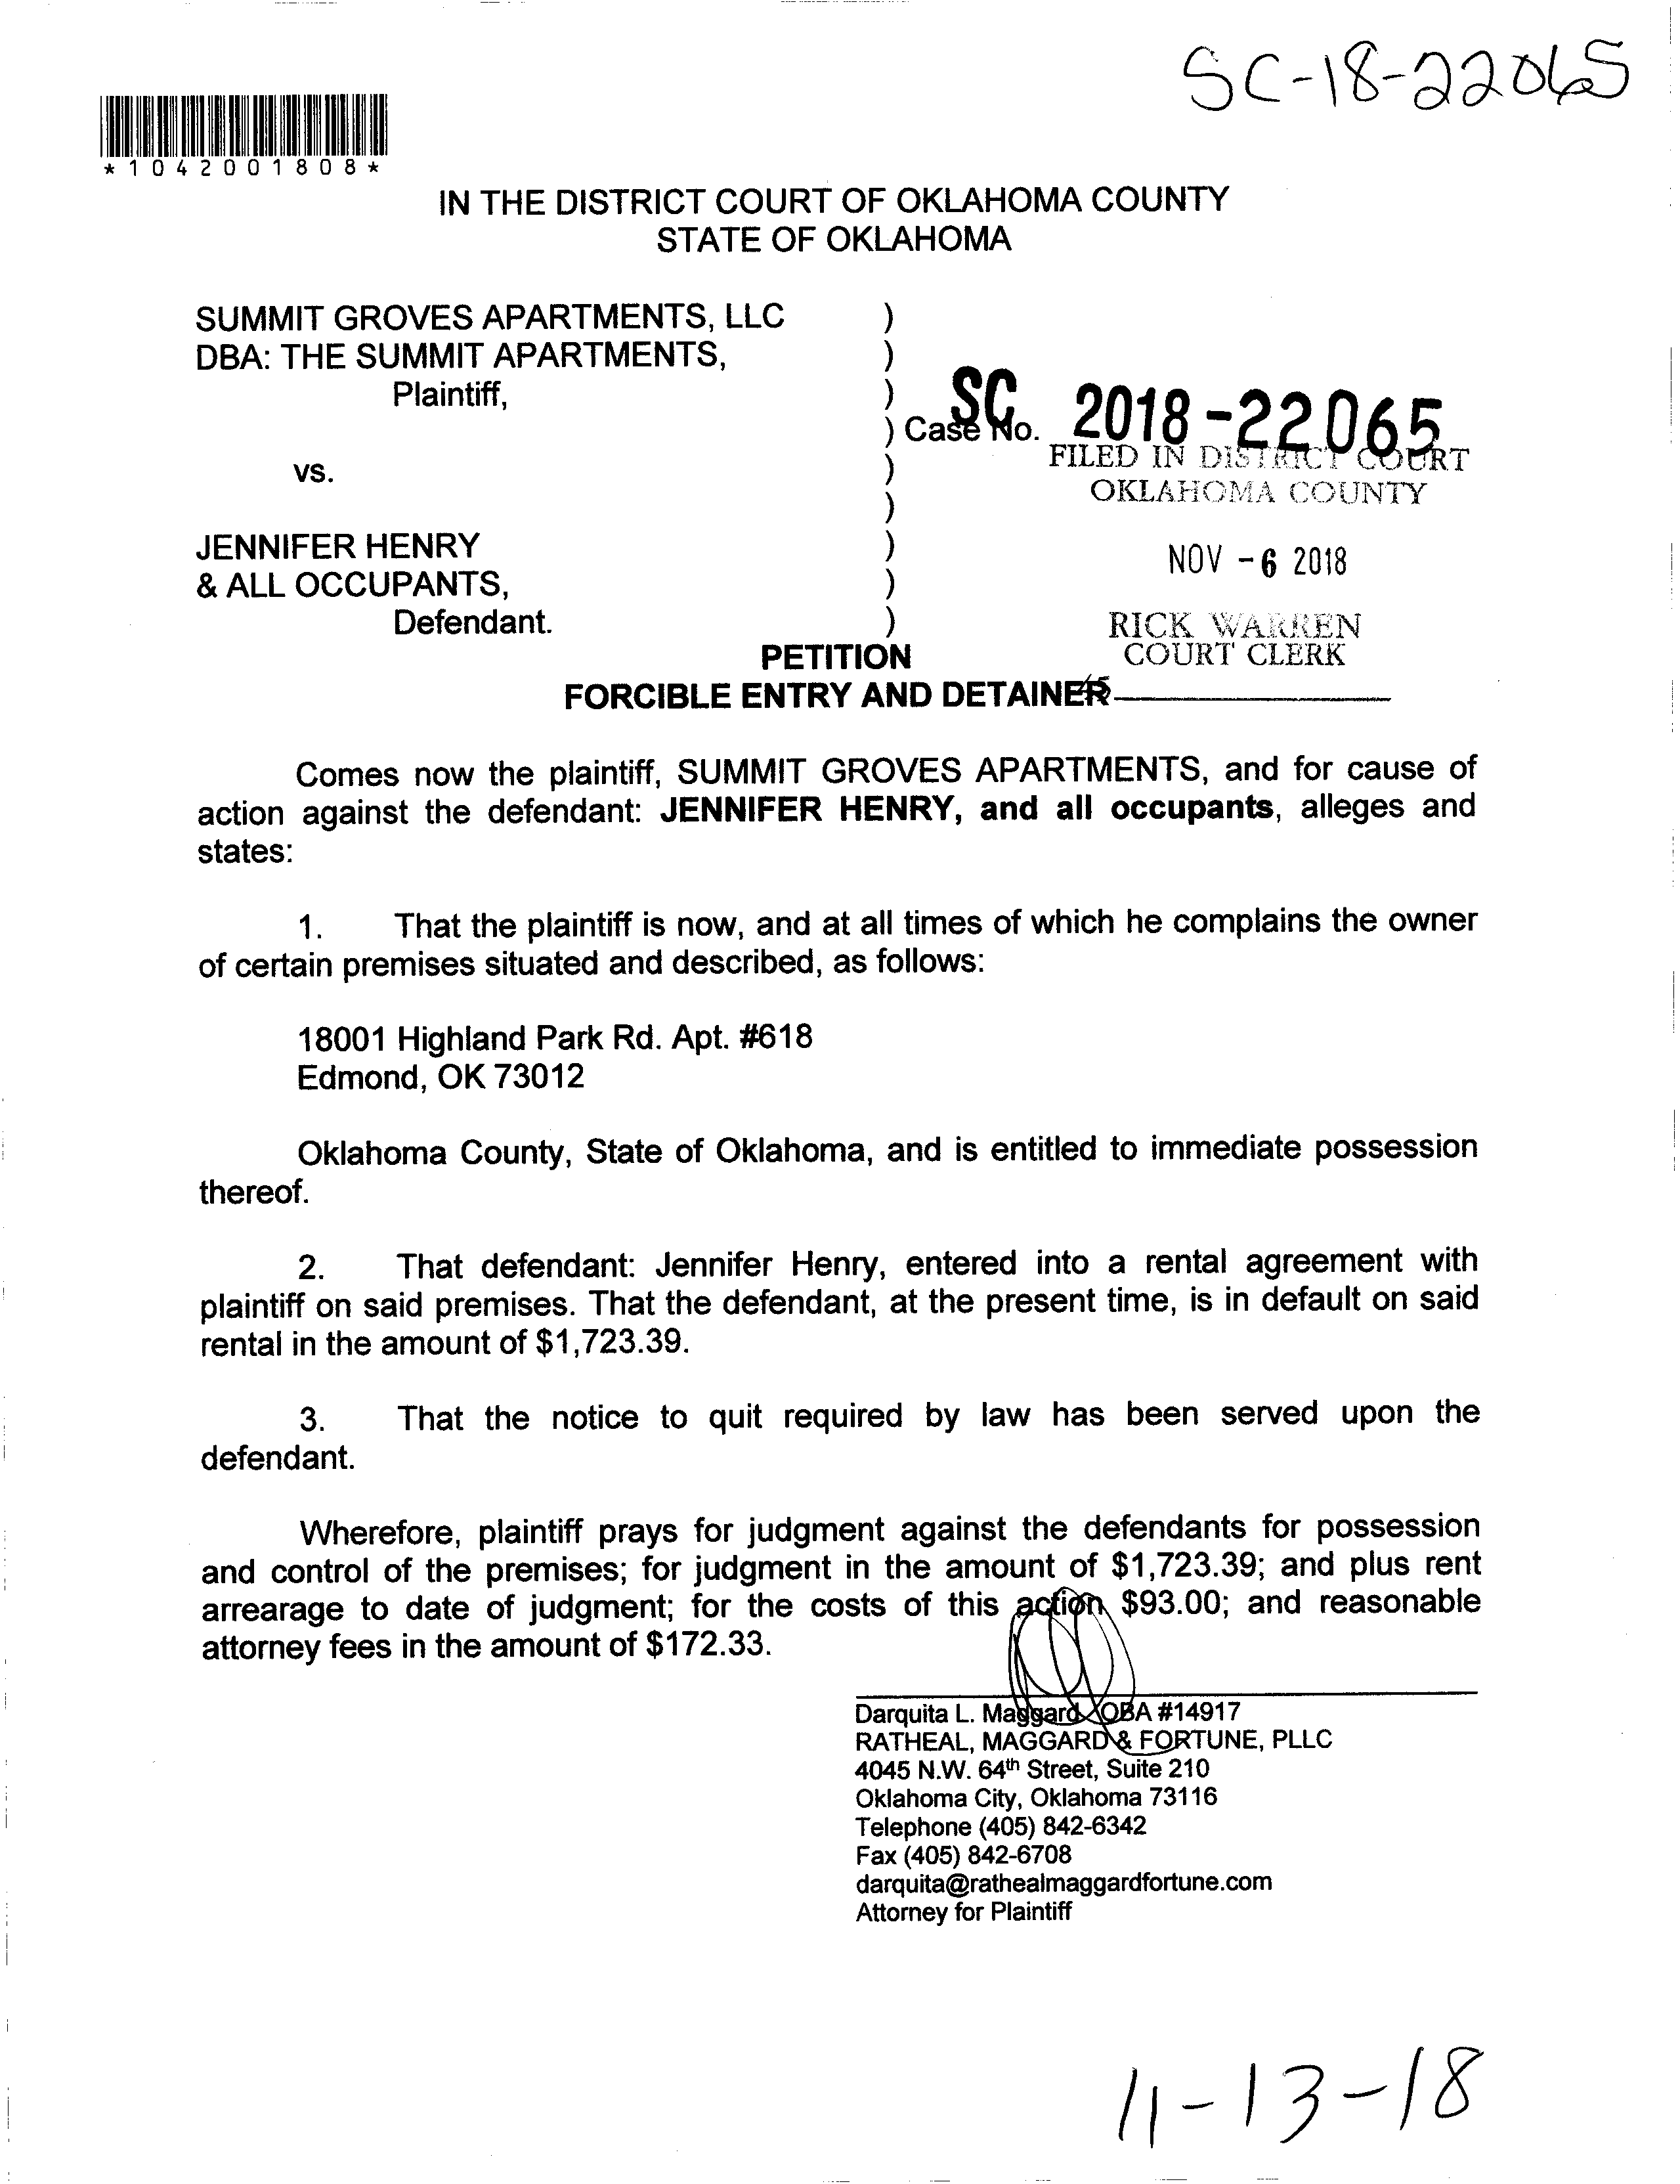 SC-18-22065
*1042001808*
IN THE DISTRICT COURT OF OKLAHOMA COUNTY
STATE OF OKLAHOMA
SUMMIT GROVES APARTMENTS, LLC )
DBA: THE SUMMIT APARTMENTS, )
Plaintiff, )
) Case No. SC 2018-22065
vs. )
FILED IN DISTRICT COURT
OKLAHOMA COUNTY
)
JENNIFER HENRY )
& ALL OCCUPANTS, )
Defendant. )
NOV -6 2018
RICK WARREN
COURT CLERK
PETITION
FORCIBLE ENTRY AND DETAINER
45
Comes now the plaintiff, SUMMIT GROVES APARTMENTS, and for cause of
action against the defendant: JENNIFER HENRY, and all occupants, alleges and
states:
1. That the plaintiff is now, and at all times of which he complains the owner
of certain premises situated and described, as follows:
18001 Highland Park Rd. Apt. #618
Edmond, OK 73012
Oklahoma County, State of Oklahoma, and is entitled to immediate possession
thereof.
2. That defendant: Jennifer Henry, entered into a rental agreement with
plaintiff on said premises. That the defendant, at the present time, is in default on said
rental in the amount of $1,723.39.
3. That the notice to quit required by law has been served upon the
defendant.
Wherefore, plaintiff prays for judgment against the defendants for possession
and control of the premises; for judgment in the amount of $1,723.39; and plus rent
arrearage to date of judgment; for the costs of this action $93.00; and reasonable
attorney fees in the amount of $172.33.
Darquita L. Maggard OBA #14917
RATHEAL, MAGGARD & FORTUNE, PLLC
4045 N.W. 64th Street, Suite 210
Oklahoma City, Oklahoma 73116
Telephone (405) 842-6342
Fax (405) 842-6708
darquita@rathealmaggardfortune.com
Attorney for Plaintiff
11-13-18